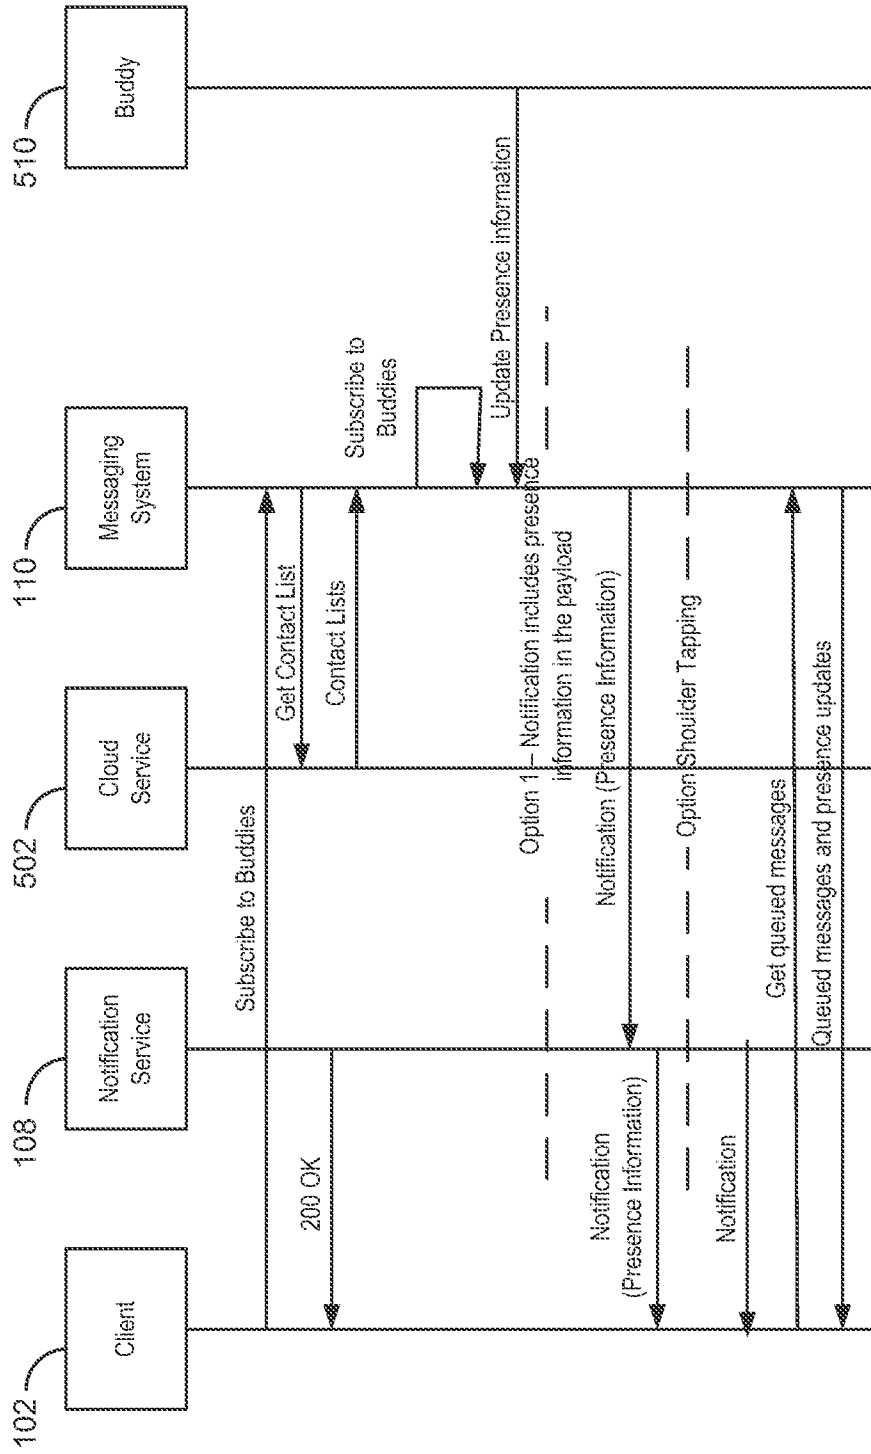 102
Client
108
Notification
Service
502
Cloud
Service
110
Messaging
System
510
Buddy
Subscribe to Buddies
Get Contact List
200 OK
Contact Lists
Subscribe to
Buddies
Update Presence information
Option 1 – Notification includes presence
information in the payload
Notification (Presence Information)
Notification
(Presence Information)
Option Shoulder Tapping
Notification
Get queued messages
Queued messages and presence updates